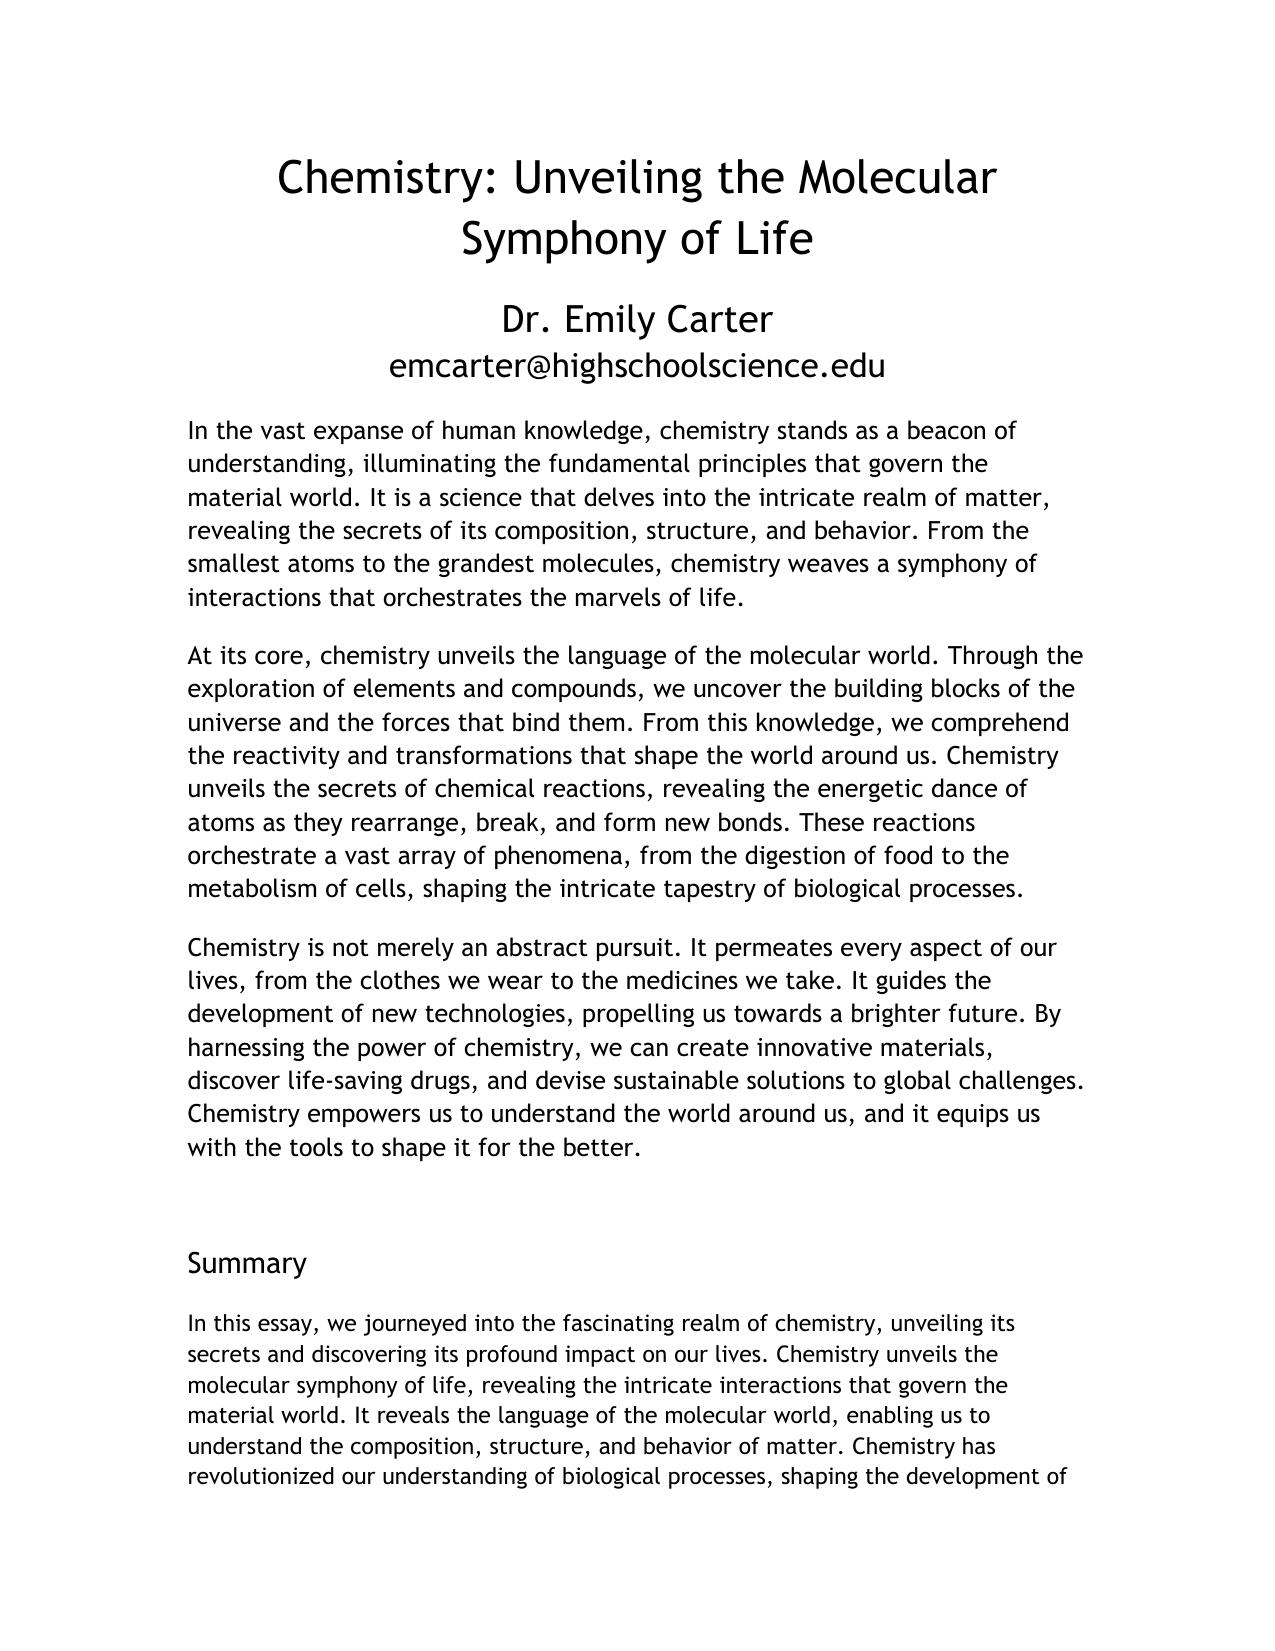 Chemistry: Unveiling the Molecular
Symphony of Life
Dr. Emily Carter
emcarter@highschoolscience.edu
In the vast expanse of human knowledge, chemistry stands as a beacon of
understanding, illuminating the fundamental principles that govern the
material world. It is a science that delves into the intricate realm of matter,
revealing the secrets of its composition, structure, and behavior. From the
smallest atoms to the grandest molecules, chemistry weaves a symphony of
interactions that orchestrates the marvels of life.
At its core, chemistry unveils the language of the molecular world. Through the
exploration of elements and compounds, we uncover the building blocks of the
universe and the forces that bind them. From this knowledge, we comprehend
the reactivity and transformations that shape the world around us. Chemistry
unveils the secrets of chemical reactions, revealing the energetic dance of
atoms as they rearrange, break, and form new bonds. These reactions
orchestrate a vast array of phenomena, from the digestion of food to the
metabolism of cells, shaping the intricate tapestry of biological processes.
Chemistry is not merely an abstract pursuit. It permeates every aspect of our
lives, from the clothes we wear to the medicines we take. It guides the
development of new technologies, propelling us towards a brighter future. By
harnessing the power of chemistry, we can create innovative materials,
discover life-saving drugs, and devise sustainable solutions to global challenges.
Chemistry empowers us to understand the world around us, and it equips us
with the tools to shape it for the better.
Summary
In this essay, we journeyed into the fascinating realm of chemistry, unveiling its
secrets and discovering its profound impact on our lives. Chemistry unveils the
molecular symphony of life, revealing the intricate interactions that govern the
material world. It reveals the language of the molecular world, enabling us to
understand the composition, structure, and behavior of matter. Chemistry has
revolutionized our understanding of biological processes, shaping the development of